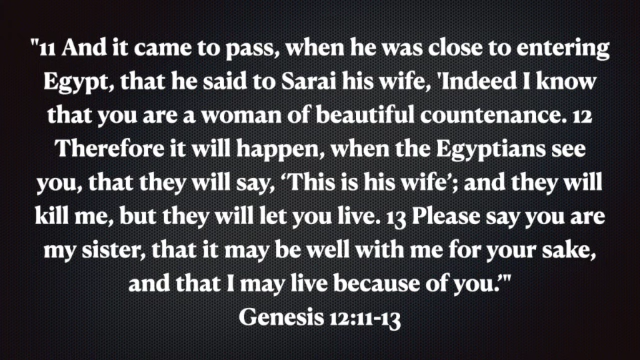 "11 And it came to pass, when he was close to entering
Egypt, that he said to Sarai his wife, 'Indeed I know
that you are a woman of beautiful countenance. 12
Therefore it will happen, when the Egyptians see
you, that they will say, ‘This is his wife’; and they will
kill me, but they will let you live. 13 Please say you are
my sister, that it may be well with me for your sake,
and that I may live because of you.’"
Genesis 12:11-13